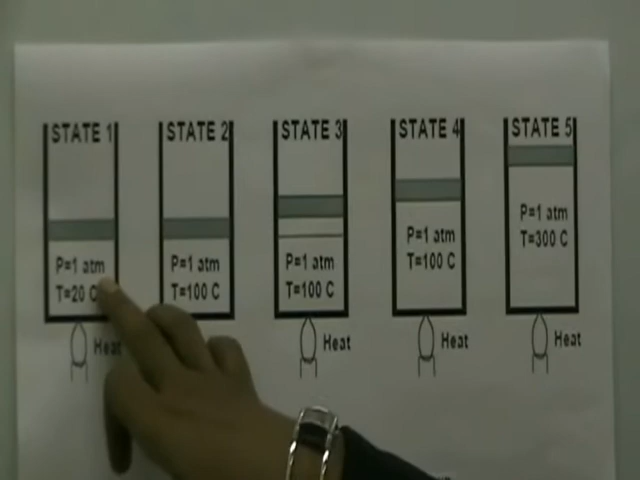 STATE 1
P=1 atm
T=20 C
Heat
STATE 2
P=1 atm
T=100 C
STATE 3
P=1 atm
T=100 C
Heat
STATE 4
P=1 atm
T=100 C
Heat
STATE 5
P=1 atm
T=300 C
Heat